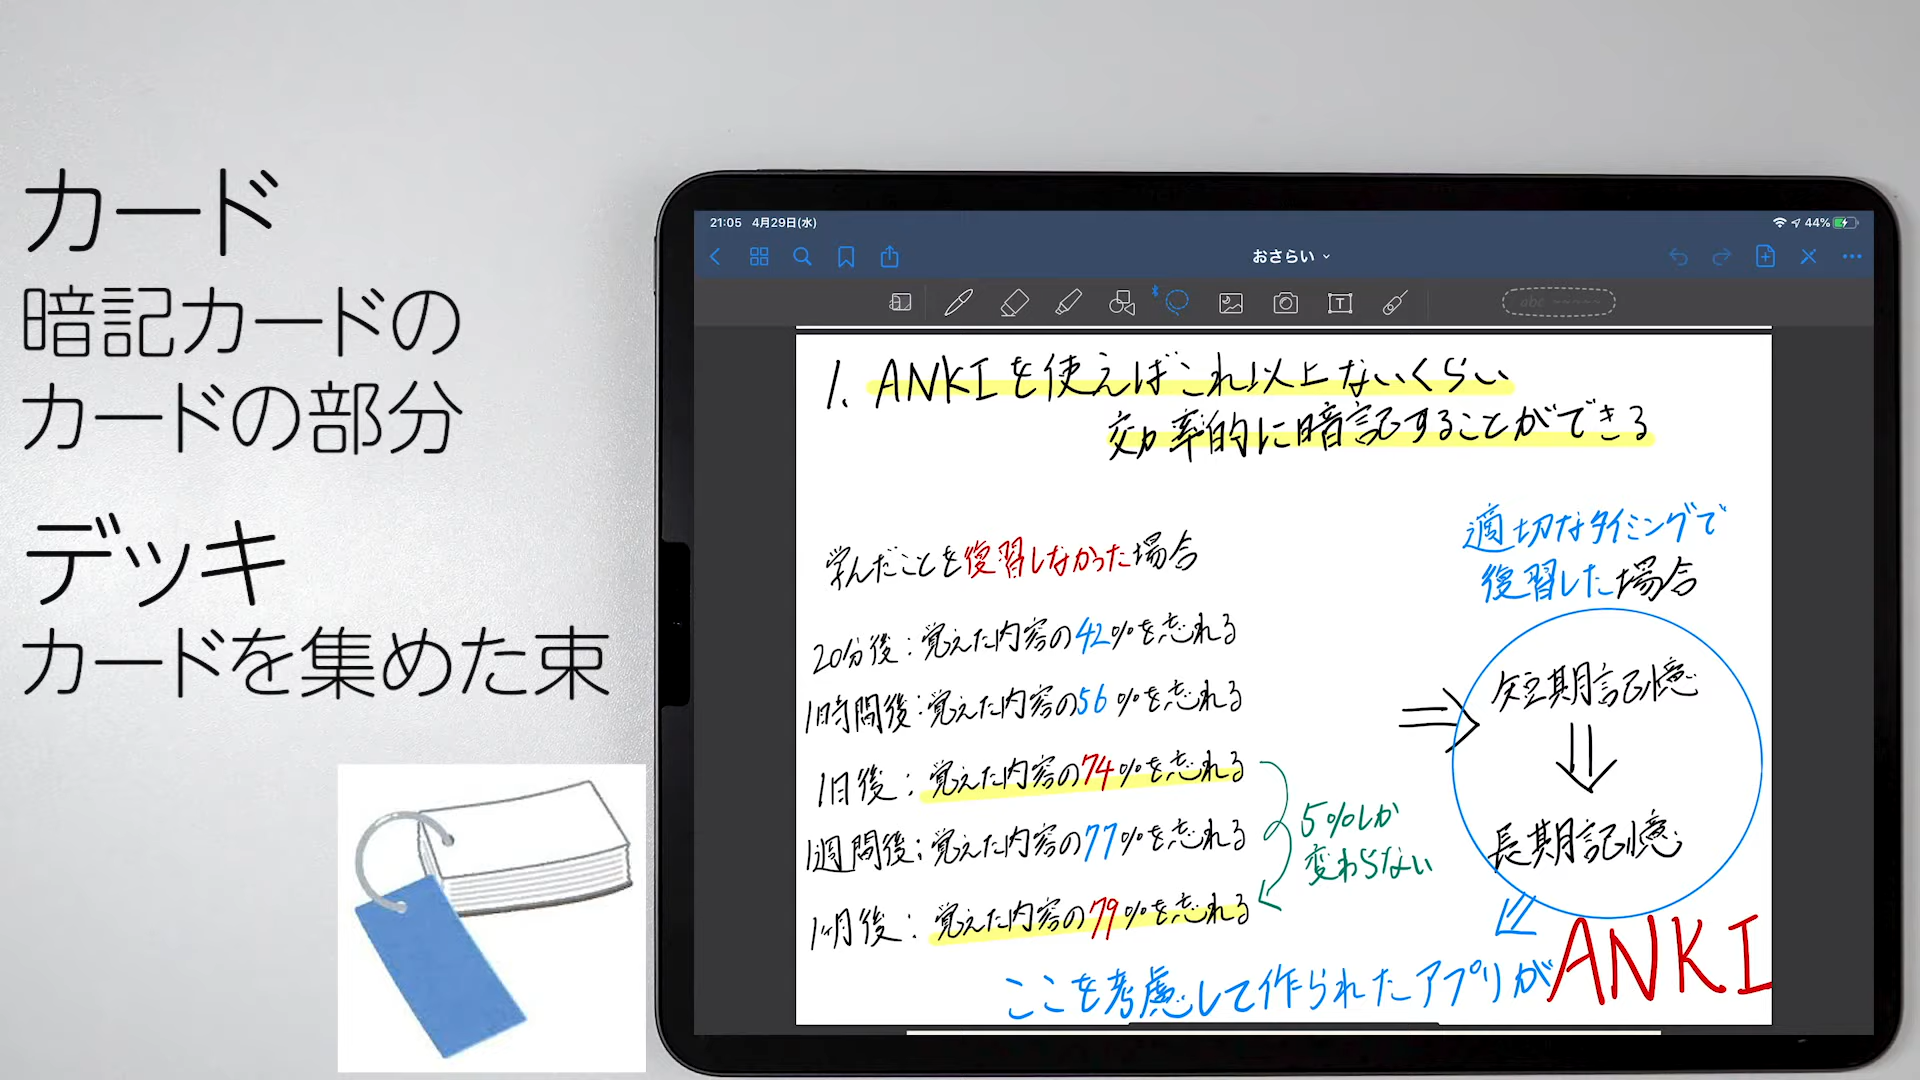 カード
暗記カードの
カードの部分
デッキ
カードを集めた束
21:05 4月29日(水)
44%
おさらい
abc
T
1. ANKIを使えばこれ以上ないくらい
効率的に暗記することができる
学んだことを復習しなかった場合
20分後:覚えた内容の42%を忘れる
1時間後:覚えた内容の56%を忘れる
1日後:覚えた内容の74%を忘れる
1週間後:覚えた内容の77%を忘れる
1ヶ月後:覚えた内容の79%を忘れる
5%しか
変わらない
適切なタイミングで
復習した場合
短期記憶
長期記憶
ここを考慮して作られたアプリがANKI